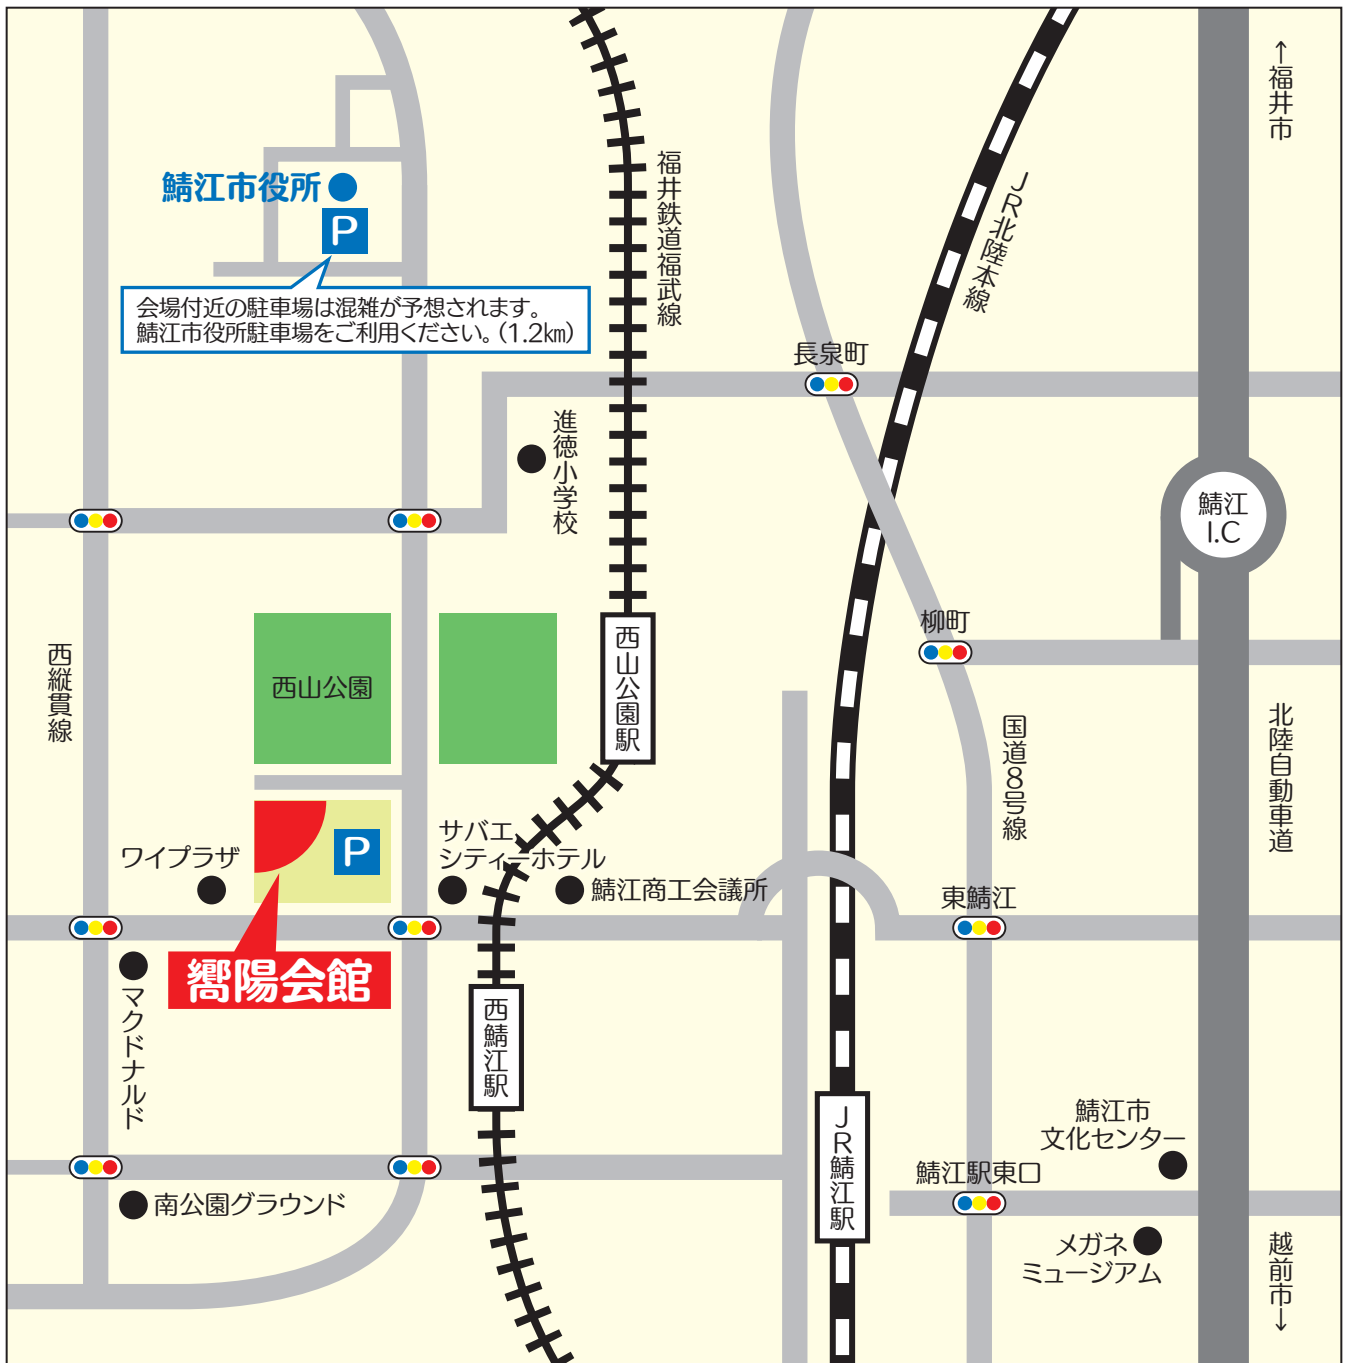 ←福井市
鯖江市役所
P
会場付近の駐車場は混雑が予想されます。
鯖江市役所駐車場をご利用ください。(1.2㎞)
福井鉄道福武線
JR北陸本線
長泉町
進徳小学校
鯖江
I.C
柳町
西山公園
西山公園駅
西縦貫線
国道8号線
北陸自動車道
P
ワイプラザ
サバエ
シティーホテル
鯖江商工会議所
東鯖江
嚮陽会館
マクドナルド
西鯖江駅
JR鯖江駅
鯖江市
文化センター
鯖江駅東口
南公園グラウンド
メガネ
ミュージアム
越前市→